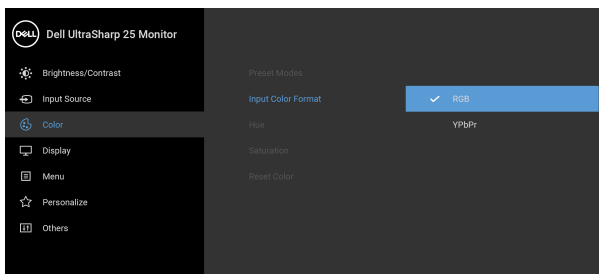 DELL Dell UltraSharp 25 Monitor
Brightness/Contrast
Input Source
Color
Display
Menu
Personalize
Others
Preset Modes
Input Color Format
Hue
Saturation
Reset Color
RGB
YPbPr